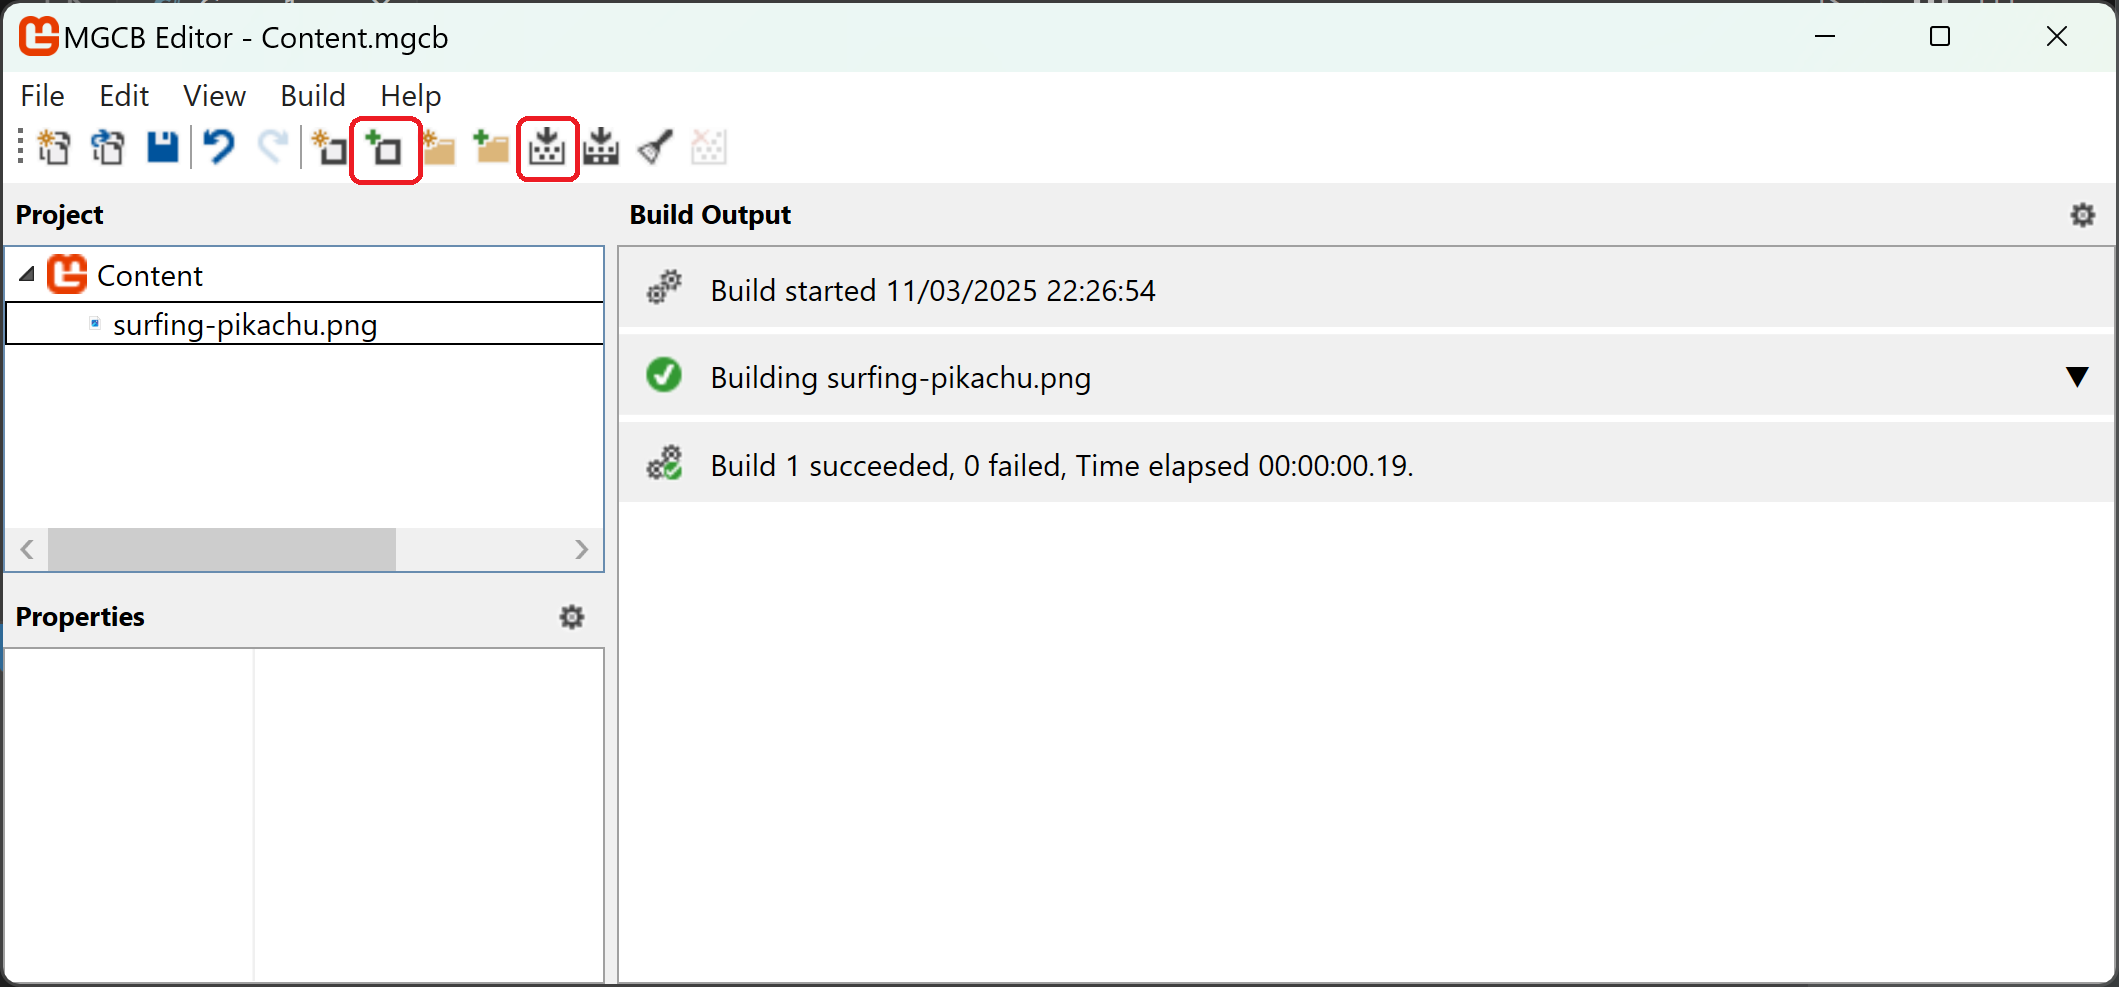 MGCB Editor - Content.mgcb
File Edit View Build Help
Project
Content
surfing-pikachu.png
Properties
Build Output
Build started 11/03/2025 22:26:54
Building surfing-pikachu.png
Build 1 succeeded, 0 failed, Time elapsed 00:00:00.19.